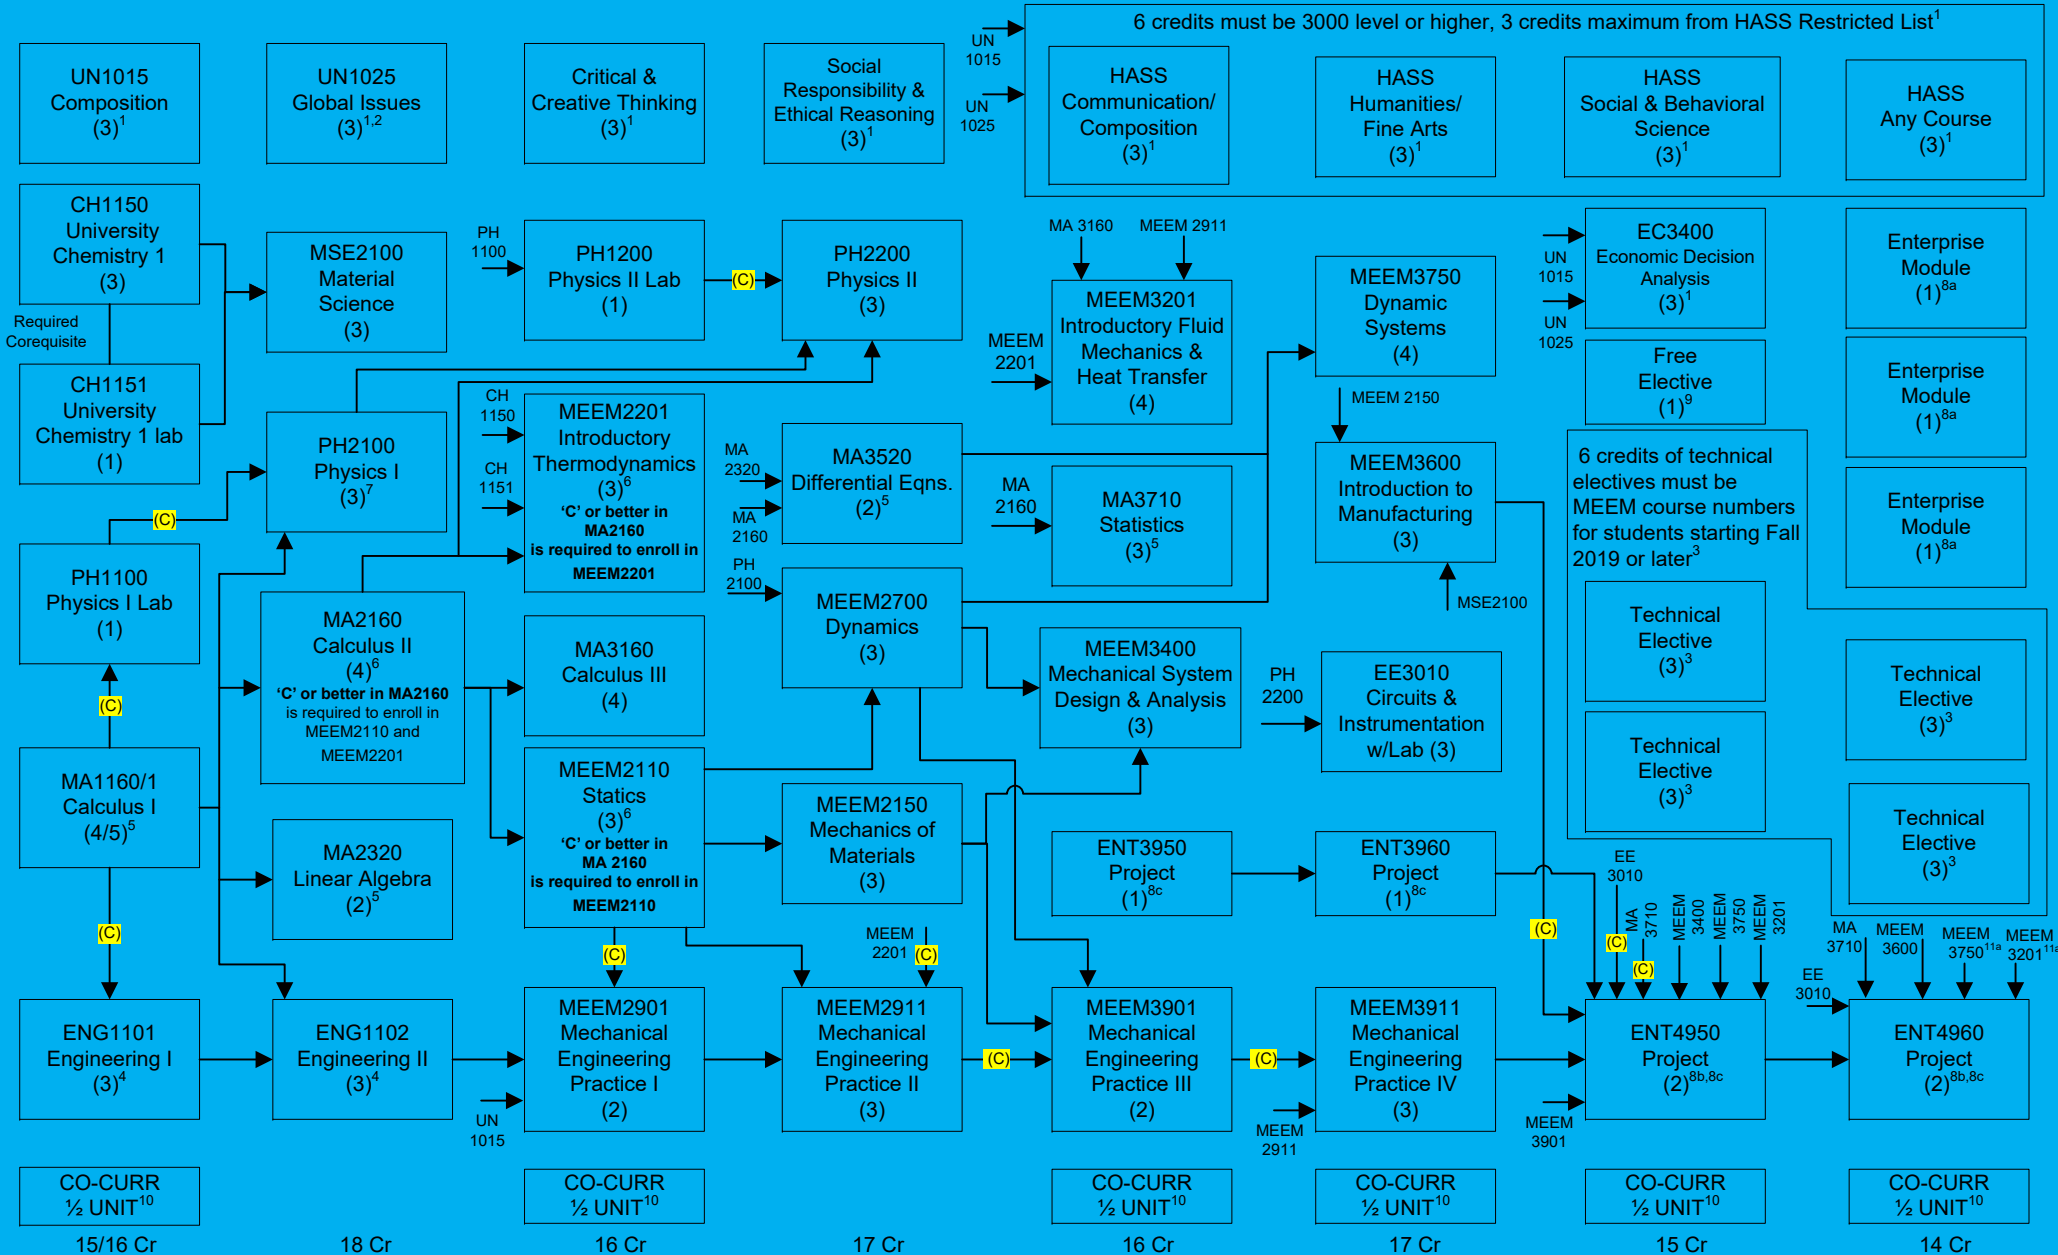 6 credits must be 3000 level or higher, 3 credits maximum from HASS Restricted List1
UN1015
Composition
(3)1
UN1025
Global Issues
(3)1,2
Critical &
Creative Thinking
(3)1
Social
Responsibility &
Ethical Reasoning
(3)1
UN
1015
UN
1025
HASS
Communication/
Composition
(3)1
HASS
Humanities/
Fine Arts
(3)1
HASS
Social & Behavioral
Science
(3)1
HASS
Any Course
(3)1
CH1150
University
Chemistry 1
(3)
Required
Corequisite
CH1151
University
Chemistry 1 lab
(1)
MSE2100
Material
Science
(3)
PH
1100
PH1200
Physics II Lab
(1)
(C)
PH2200
Physics II
(3)
MA 3160
MEEM 2911
MEEM
2201
MEEM3201
Introductory Fluid
Mechanics &
Heat Transfer
(4)
MEEM3750
Dynamic
Systems
(4)
UN
1015
UN
1025
EC3400
Economic Decision
Analysis
(3)1
Free
Elective
(1)9
Enterprise
Module
(1)8a
Enterprise
Module
(1)8a
Enterprise
Module
(1)8a
PH2100
Physics I
(3)7
(C)
PH1100
Physics I Lab
(1)
(C)
CH
1150
CH
1151
MEEM2201
Introductory
Thermodynamics
(3)6
‘C’ or better in
MA2160
is required to enroll in
MEEM2201
MA
2320
MA
2160
MA3520
Differential Eqns.
(2)5
MA
2160
MA3710
Statistics
(3)5
MEEM 2150
MEEM3600
Introduction to
Manufacturing
(3)
MSE2100
6 credits of technical
electives must be
MEEM course numbers
for students starting Fall
2019 or later3
Technical
Elective
(3)3
Technical
Elective
(3)3
Technical
Elective
(3)3
Technical
Elective
(3)3
MA2160
Calculus II
(4)6
‘C’ or better in MA2160
is required to enroll in
MEEM2110 and
MEEM2201
MA3160
Calculus III
(4)
PH
2100
MEEM2700
Dynamics
(3)
MEEM3400
Mechanical System
Design & Analysis
(3)
PH
2200
EE3010
Circuits &
Instrumentation
w/Lab (3)
MA1160/1
Calculus I
(4/5)5
(C)
MA2320
Linear Algebra
(2)5
MEEM2110
Statics
(3)6
‘C’ or better in
MA 2160
is required to enroll in
MEEM2110
(C)
MEEM2150
Mechanics of
Materials
(3)
MEEM
2201
(C)
ENT3950
Project
(1)8c
ENT3960
Project
(1)8c
(C)
EE
3010
(C)
MA
3710
(C)
MEEM
3400
MEEM
3750
MEEM
3201
MA
3710
MEEM
3600
MEEM
375011a
MEEM
320111a
EE
3010
ENG1101
Engineering I
(3)4
ENG1102
Engineering II
(3)4
UN
1015
MEEM2901
Mechanical
Engineering
Practice I
(2)
MEEM2911
Mechanical
Engineering
Practice II
(3)
(C)
MEEM3901
Mechanical
Engineering
Practice III
(2)
(C)
MEEM
2911
MEEM3911
Mechanical
Engineering
Practice IV
(3)
MEEM
3901
ENT4950
Project
(2)8b,8c
ENT4960
Project
(2)8b,8c
CO-CURR
½ UNIT10
CO-CURR
½ UNIT10
CO-CURR
½ UNIT10
CO-CURR
½ UNIT10
CO-CURR
½ UNIT10
CO-CURR
½ UNIT10
15/16 Cr
18 Cr
16 Cr
17 Cr
16 Cr
17 Cr
15 Cr
14 Cr